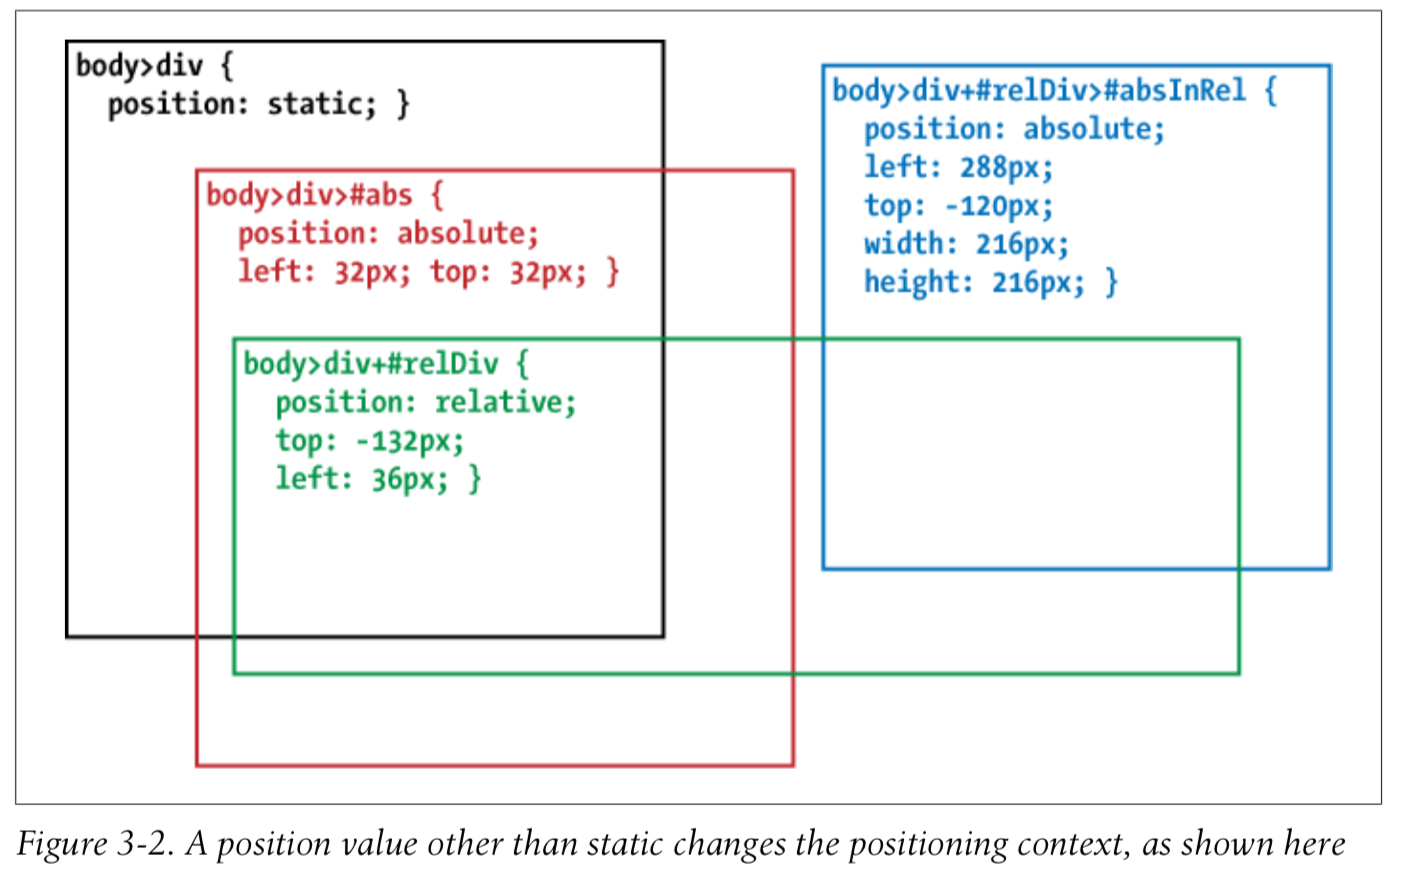 body>div {
position: static; }
body>div>#abs {
position: absolute;
left: 32px; top: 32px; }
body>div+#relDiv {
position: relative;
top: -132px;
left: 36px; }
body>div+#relDiv>#absInRel {
position: absolute;
left: 288px;
top: -120px;
width: 216px;
height: 216px; }
Figure 3-2. A position value other than static changes the positioning context, as shown here